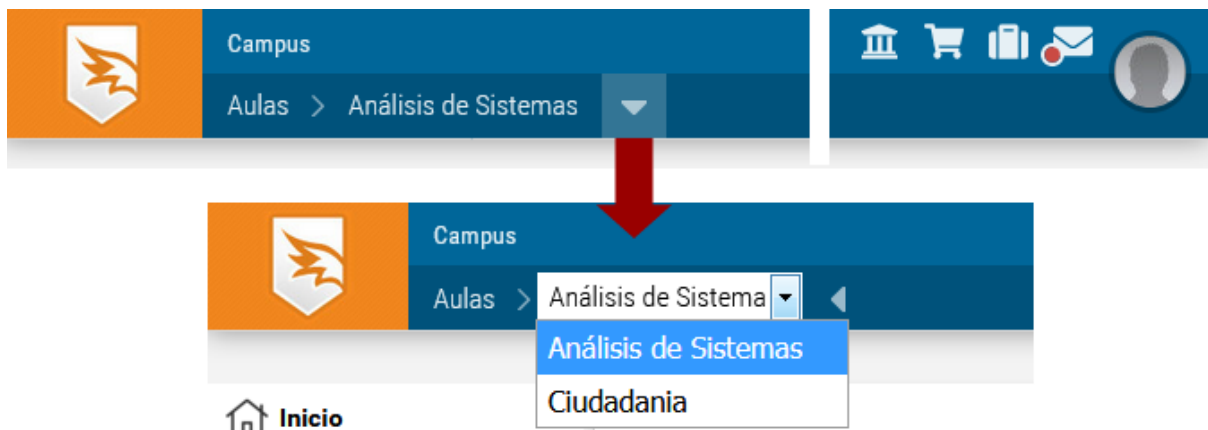 Campus
Aulas > Análisis de Sistemas
Campus
Aulas > Análisis de Sistema
Análisis de Sistemas
Ciudadania
Inicio